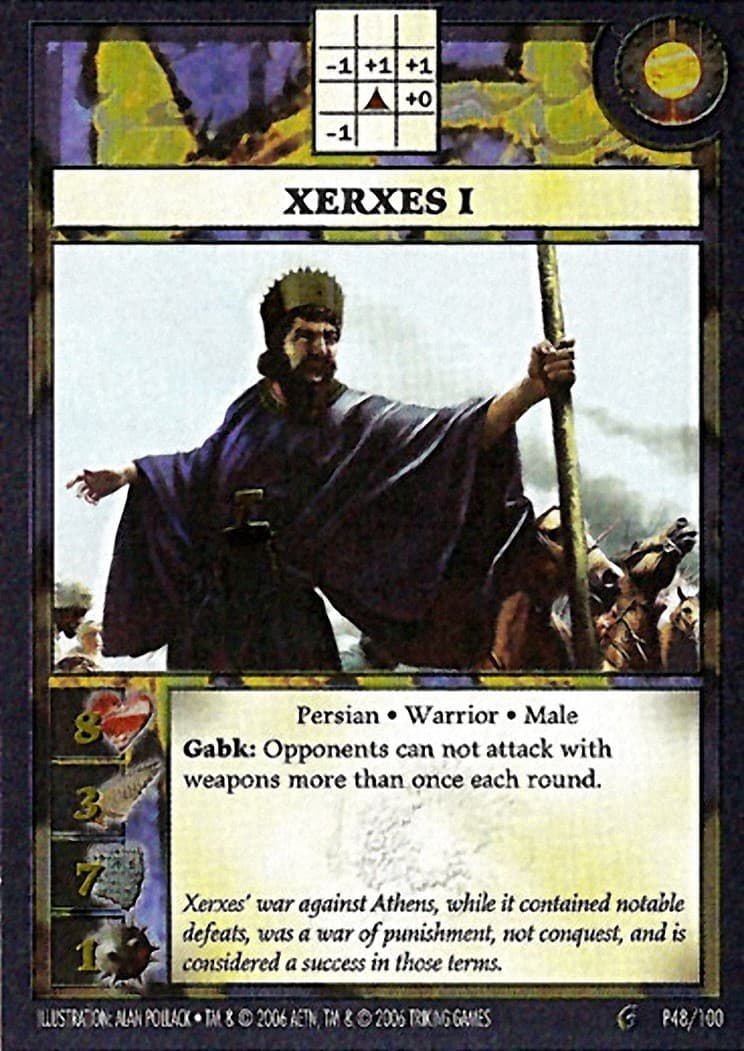 -1 +1 +1
+0
-1
XERXES I
8
3
7
1
Persian • Warrior • Male
Gabk: Opponents can not attack with
weapons more than once each round.
Xerxes' war against Athens, while it contained notable
defeats, was a war of punishment, not conquest, and is
considered a success in those terms.
ILLUSTRATION: ALAN POLLACK • TM & © 2006 AETN, TM & © 2006 TRIKING GAMES
P48/100